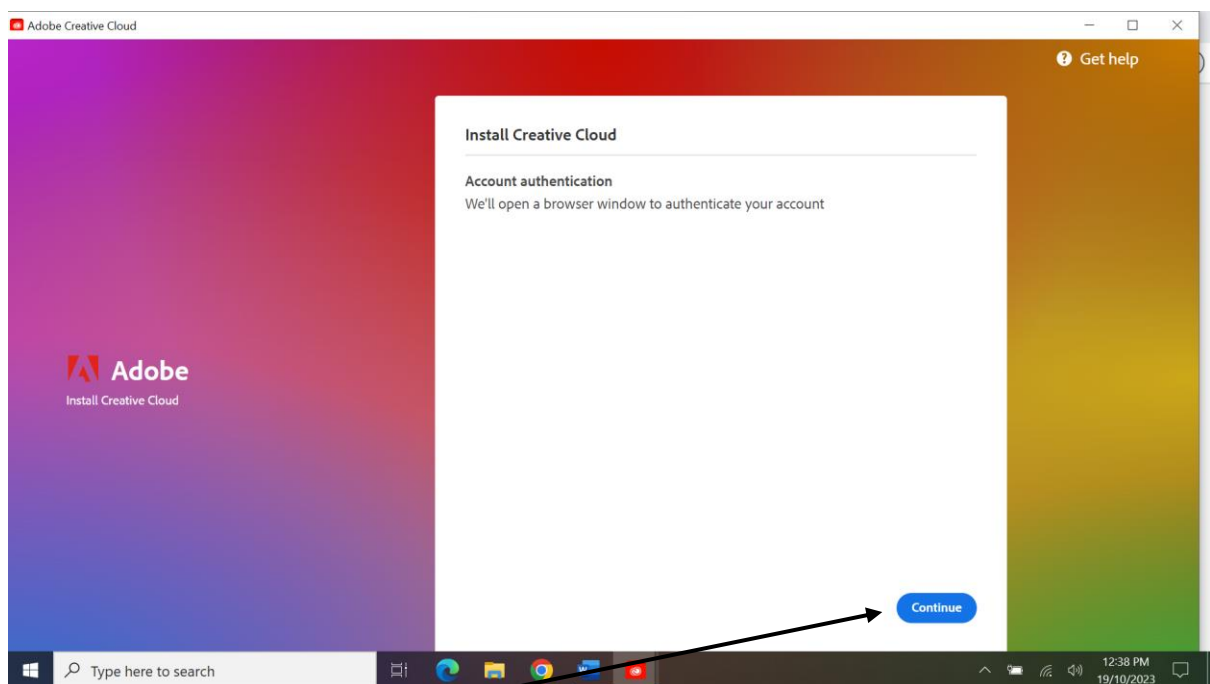 Adobe Creative Cloud
Get help
Install Creative Cloud
Account authentication
We'll open a browser window to authenticate your account
Adobe
Install Creative Cloud
Continue
Type here to search
12:38 PM
19/10/2023